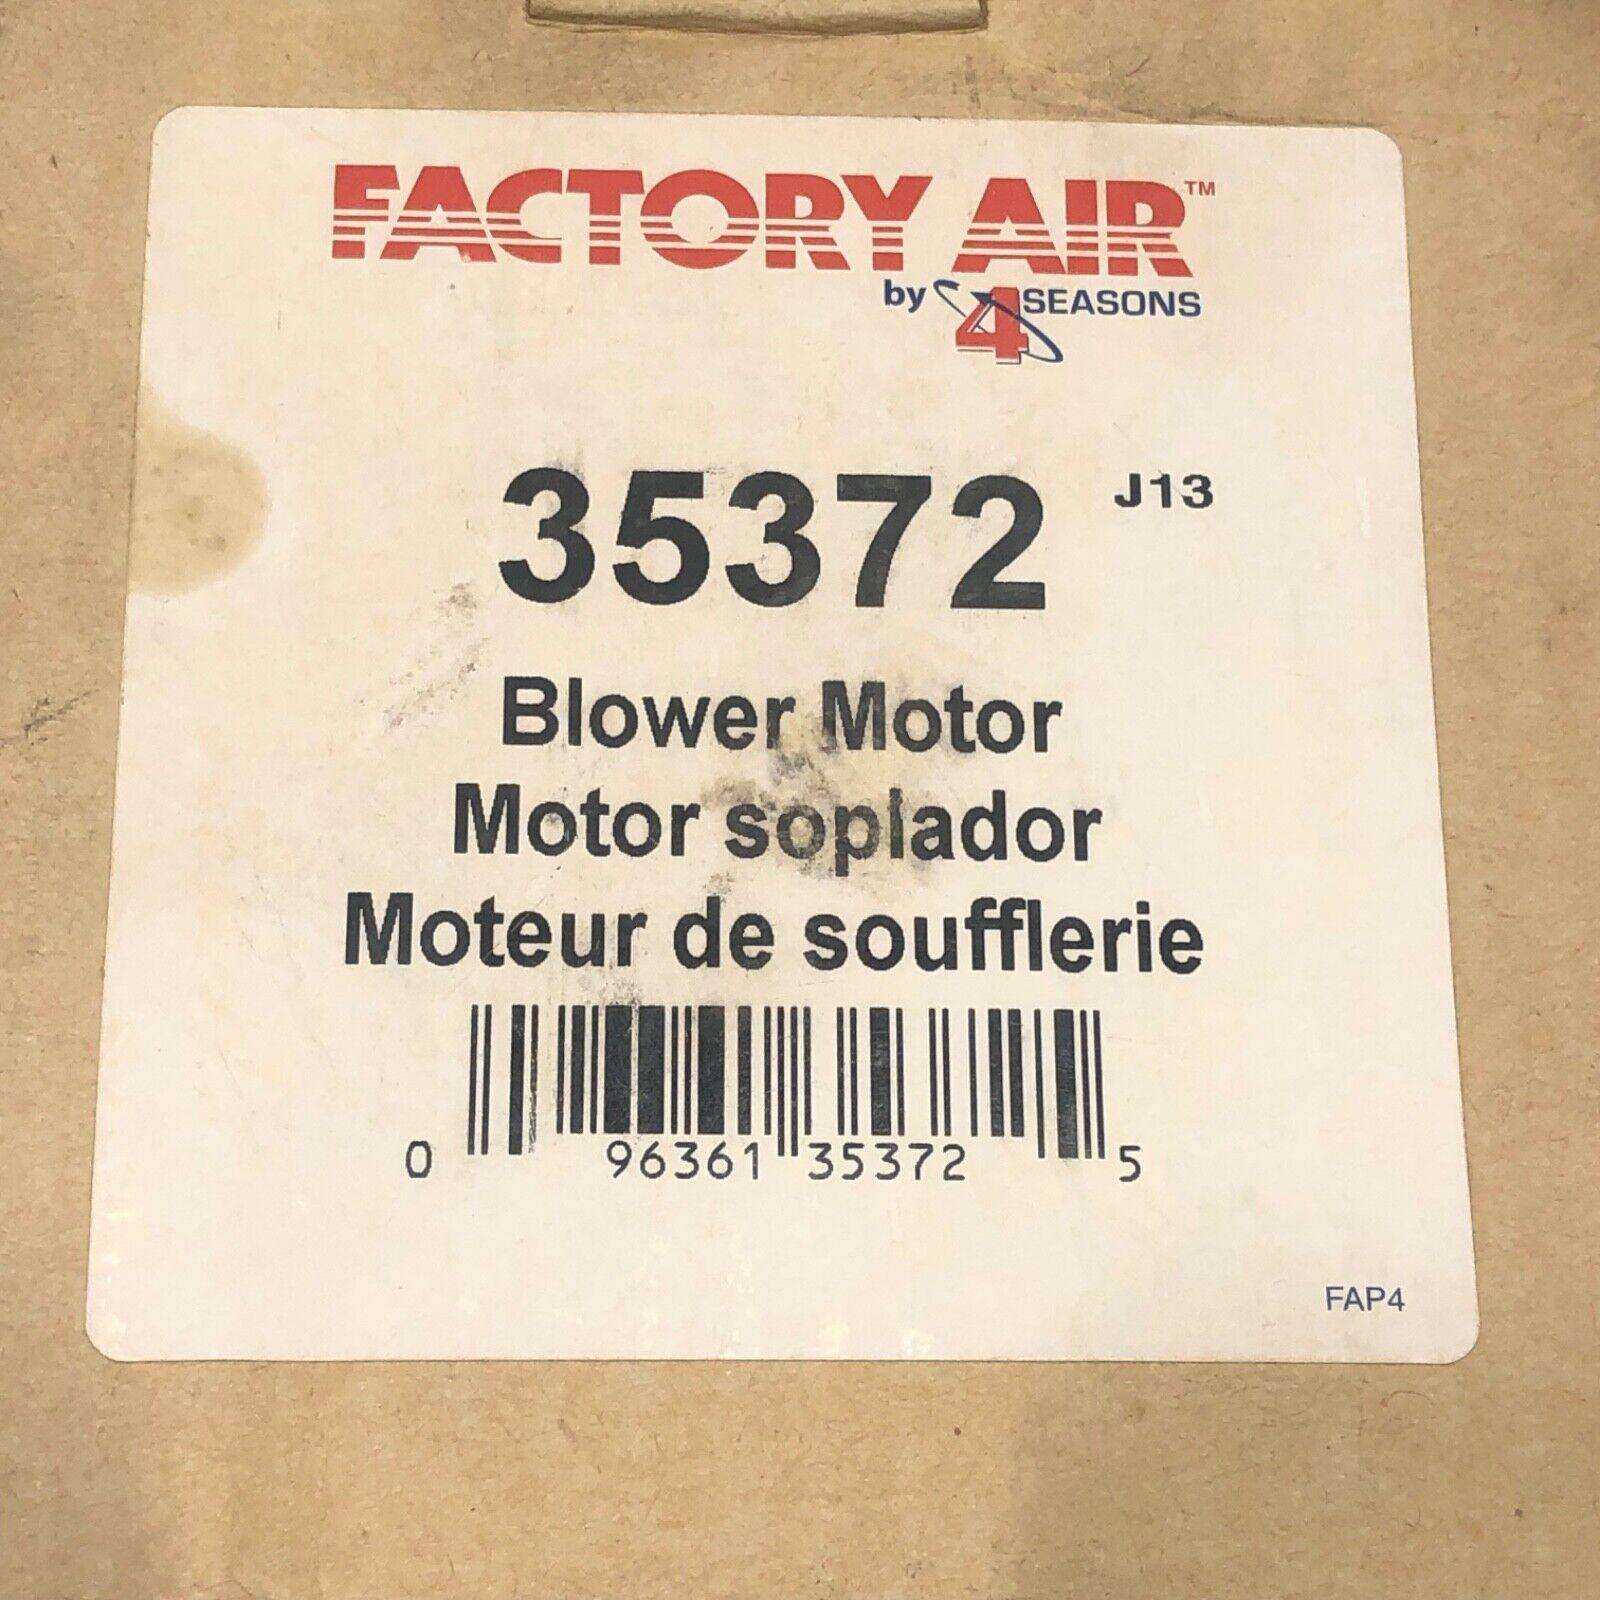 FACTORY AIR™
by 4 SEASONS
35372 J13
Blower Motor
Motor soplador
Moteur de soufflerie
0 96361 35372 5
FAP4